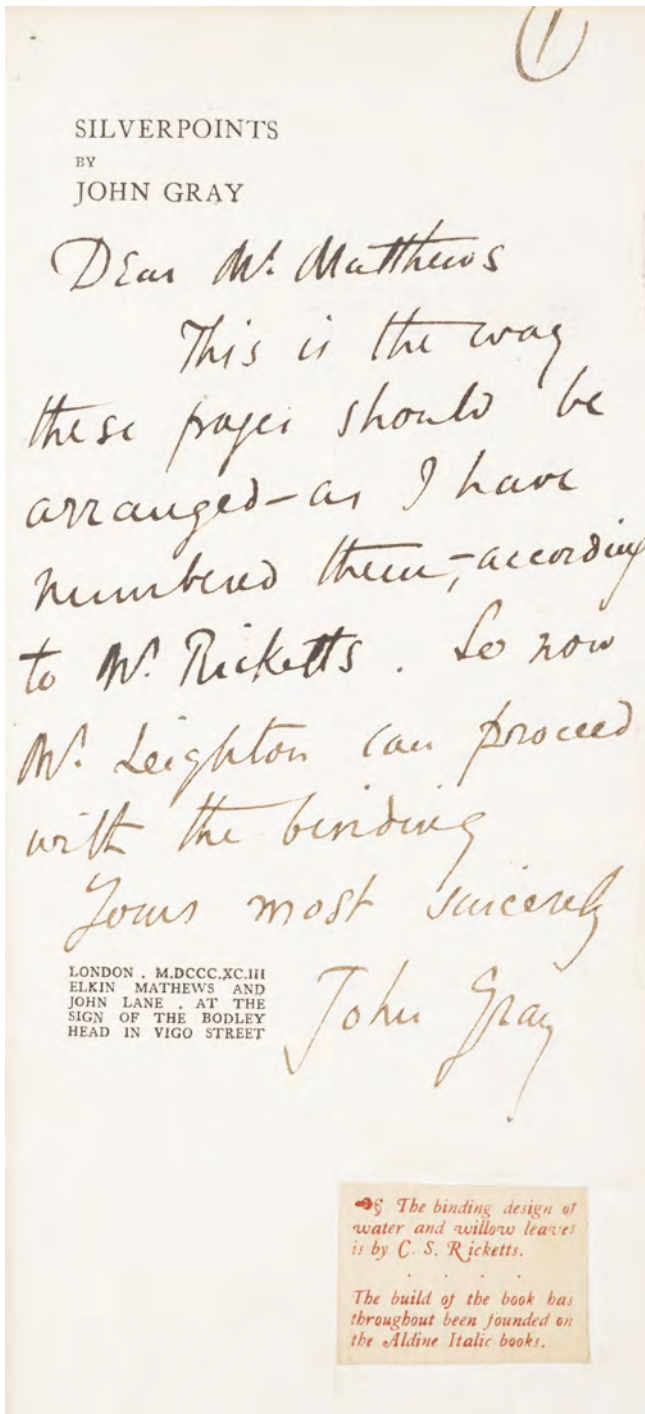 1
SILVERPOINTS
BY
JOHN GRAY
Dear Mr. Matthews
This is the way
these pages should be
arranged – as I have
numbered them, – according
to Mr. Ricketts. So now
Mr. Leighton can proceed
with the binding
Yours most sincerely
John Gray
LONDON . M.DCCC.XC.III
ELKIN MATHEWS AND
JOHN LANE . AT THE
SIGN OF THE BODLEY
HEAD IN VIGO STREET
☙§ The binding design of
water and willow leaves
is by C. S. Ricketts.
. . . .
The build of the book has
throughout been founded on
the Aldine Italic books.